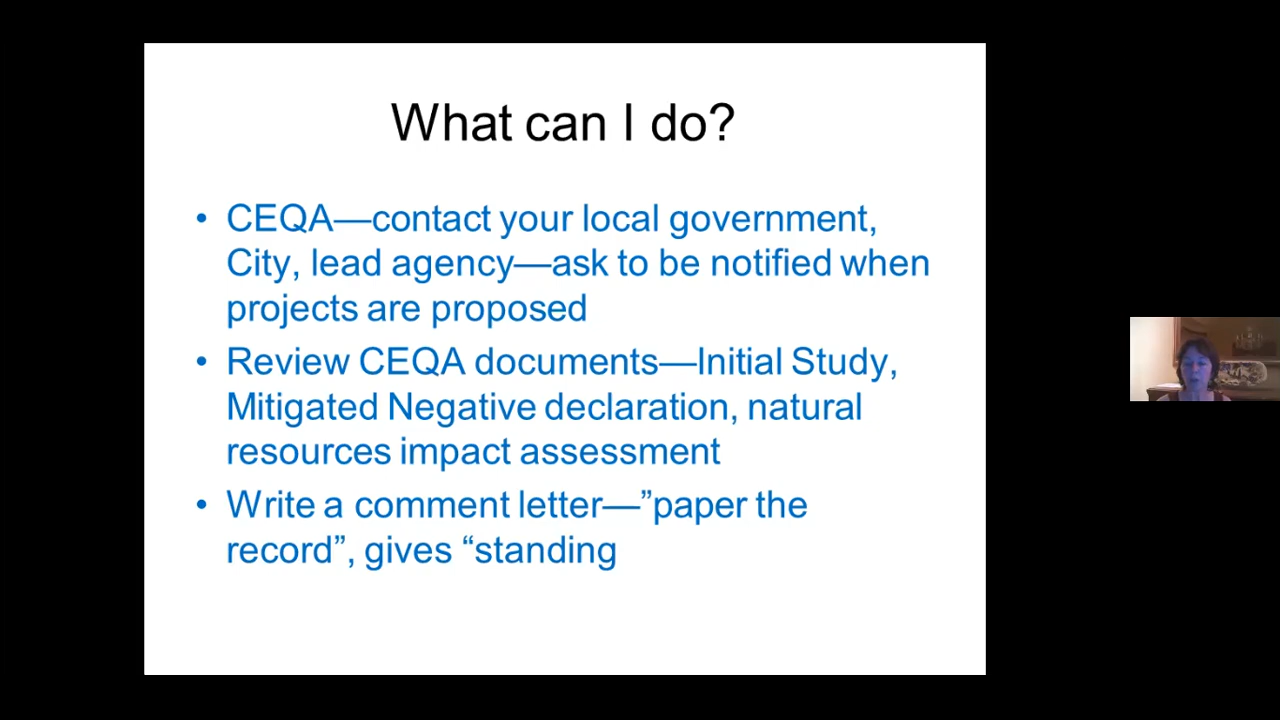 What can I do?
• CEQA—contact your local government,
City, lead agency—ask to be notified when
projects are proposed
• Review CEQA documents—Initial Study,
Mitigated Negative declaration, natural
resources impact assessment
• Write a comment letter—”paper the
record”, gives “standing